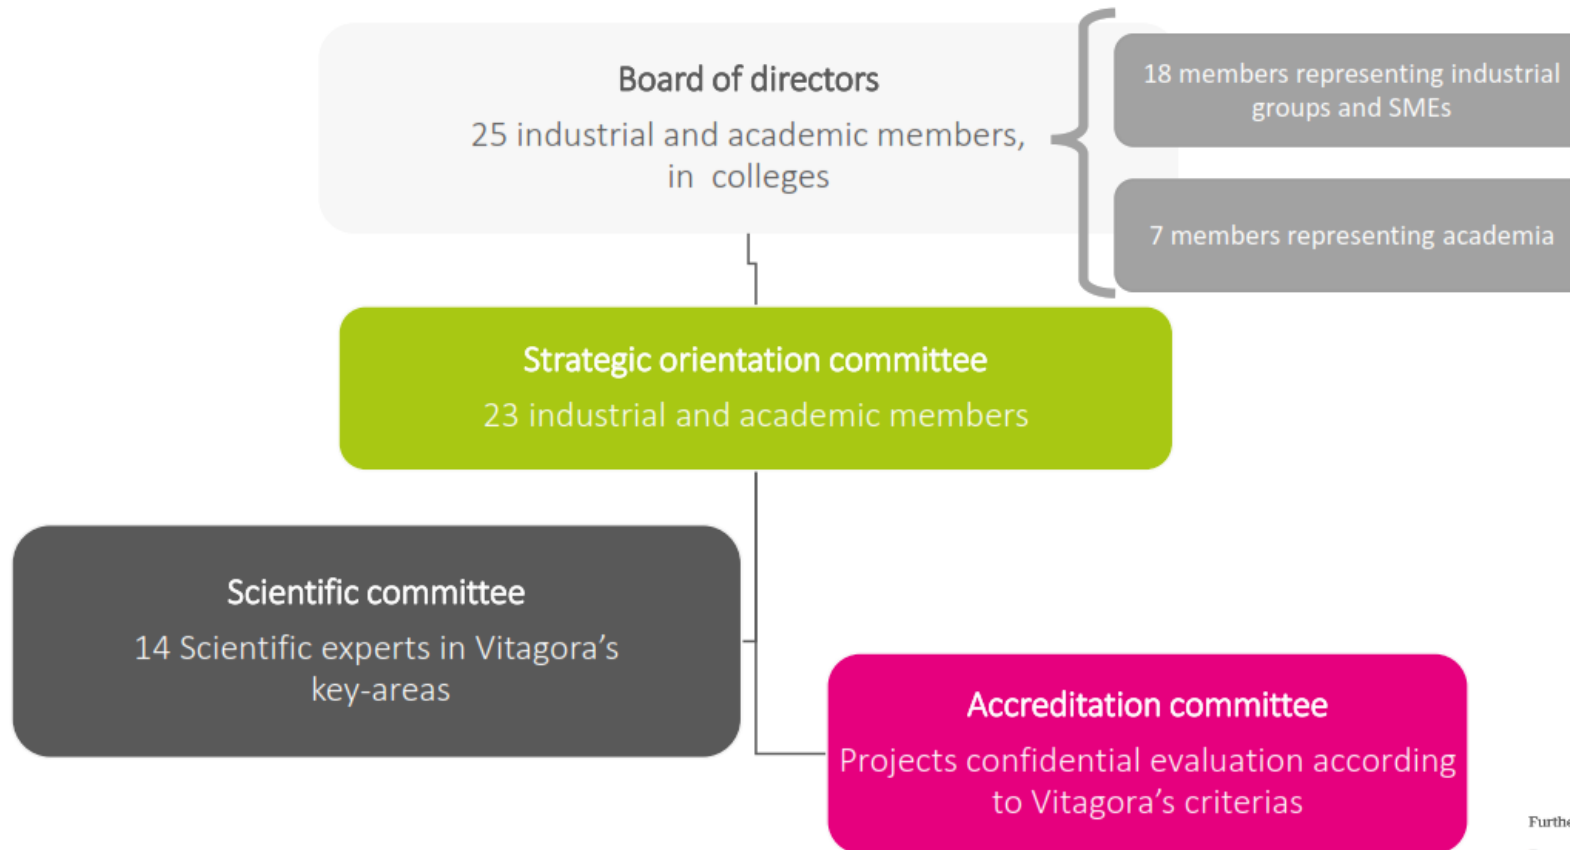 Board of directors
25 industrial and academic members,
in colleges
18 members representing industrial
groups and SMEs
7 members representing academia
Strategic orientation committee
23 industrial and academic members
Scientific committee
14 Scientific experts in Vitagora's
key-areas
Accreditation committee
Projects confidential evaluation according
to Vitagora's criterias